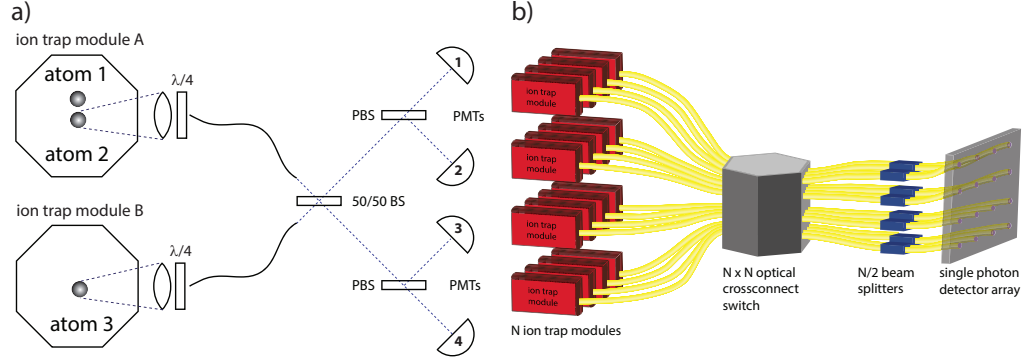 a)
ion trap module A
atom 1
atom 2
λ/4
PBS
1
PMTs
2
50/50 BS
ion trap module B
atom 3
λ/4
PBS
3
PMTs
4
b)
ion trap
module
ion trap
module
ion trap
module
ion trap
module
N ion trap modules
N x N optical
crossconnect
switch
N/2 beam
splitters
single photon
detector array